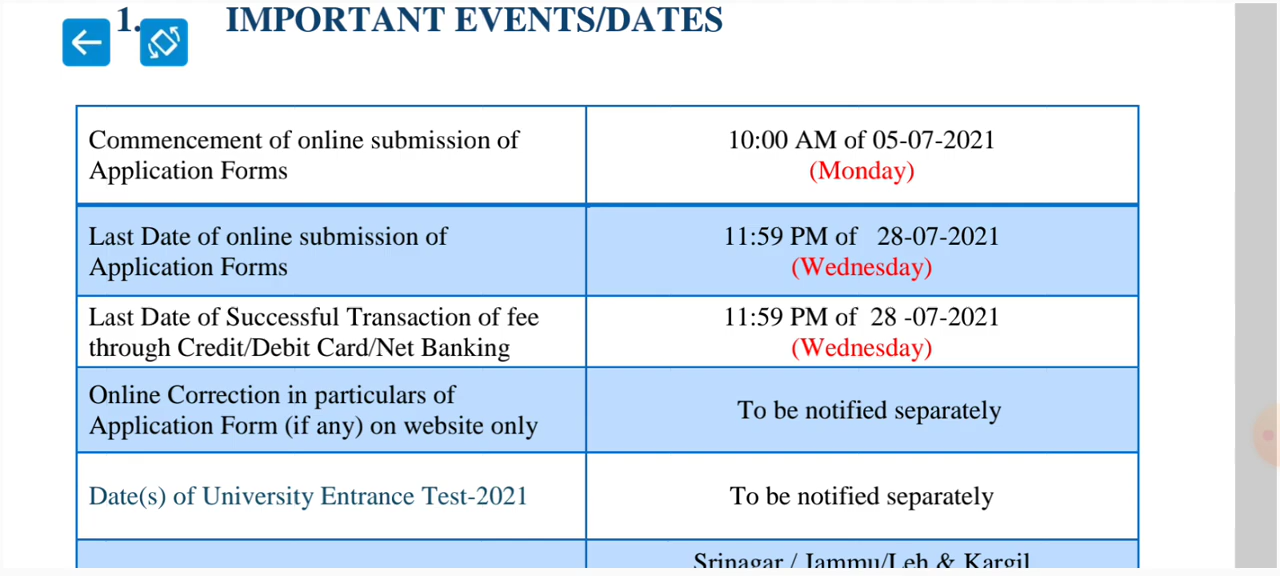 1. IMPORTANT EVENTS/DATES
Commencement of online submission of
Application Forms
10:00 AM of 05-07-2021
(Monday)
Last Date of online submission of
Application Forms
11:59 PM of 28-07-2021
(Wednesday)
Last Date of Successful Transaction of fee
through Credit/Debit Card/Net Banking
11:59 PM of 28 -07-2021
(Wednesday)
Online Correction in particulars of
Application Form (if any) on website only
To be notified separately
Date(s) of University Entrance Test-2021
To be notified separately
Srinagar / Jammu/Leh & Kargil